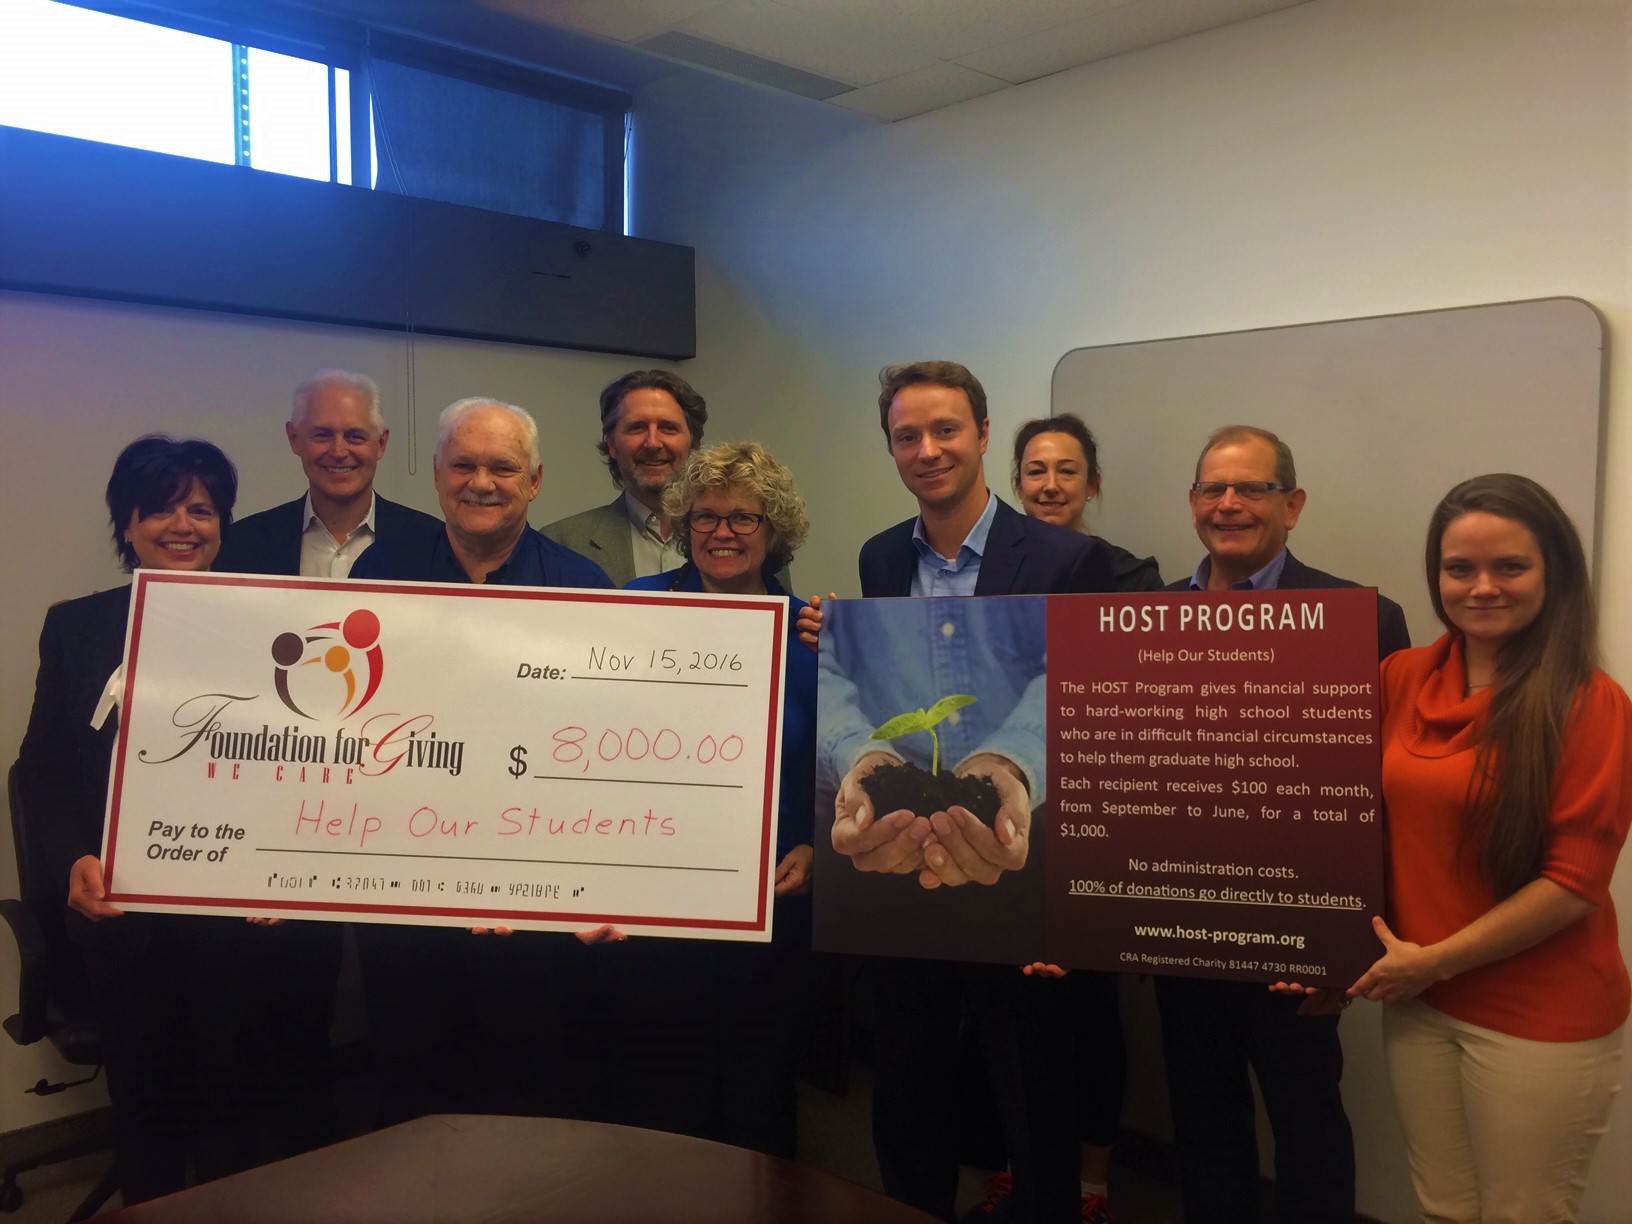 Foundation for Giving
WE CARE
Date: Nov 15, 2016
$ 8,000.00
Pay to the
Order of Help Our Students
HOST PROGRAM
(Help Our Students)
The HOST Program gives financial support
to hard-working high school students
who are in difficult financial circumstances
to help them graduate high school.
Each recipient receives $100 each month,
from September to June, for a total of
$1,000.
No administration costs.
100% of donations go directly to students.
www.host-program.org
CRA Registered Charity 81447 4730 RR0001